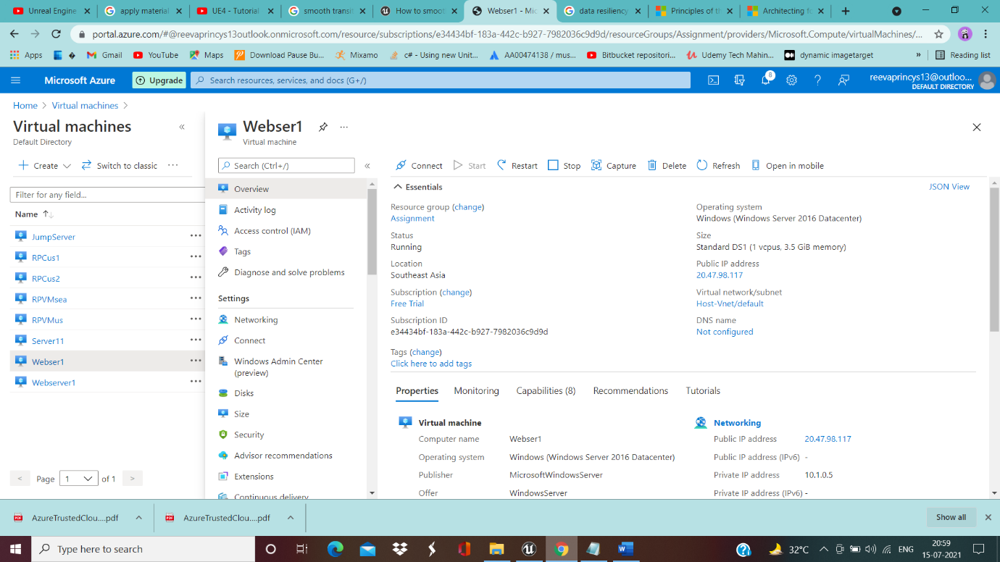 Unreal Engine
apply material
UE4 - Tutorial
smooth transit
How to smoot
Webser1 - Mic
data resiliency
Principles of th
Architecting fo
portal.azure.com/#@reevaprincys13outlook.onmicrosoft.com/resource/subscriptions/e34434bf-183a-442c-b927-7982036c9d9d/resourceGroups/Assignment/providers/Microsoft.Compute/virtualMachines/...
Apps
Gmail
YouTube
Maps
Download Pause Bu...
Mixamo
c# - Using new Unit...
AA00474138 / mus...
Bitbucket repositori...
Udemy Tech Mahin...
dynamic imagetarget
»
Reading list
Microsoft Azure
Upgrade
Search resources, services, and docs (G+/)
8
reevaprincys13@outloo...
DEFAULT DIRECTORY
Home > Virtual machines >
Virtual machines
«
Default Directory
+ Create
Switch to classic
...
Filter for any field...
Name ↑↓
JumpServer
RPCus1
RPCus2
RPVMsea
RPVMus
Server11
Webser1
Webserver1
< Page 1 of 1 >
Webser1
Virtual machine
Search (Ctrl+/)
«
Overview
Activity log
Access control (IAM)
Tags
Diagnose and solve problems
Settings
Networking
Connect
Windows Admin Center
(preview)
Disks
Size
Security
Advisor recommendations
Extensions
Continuous delivery
Connect
Start
Restart
Stop
Capture
Delete
Refresh
Open in mobile
Essentials
JSON View
Resource group (change)
Assignment
Status
Running
Location
Southeast Asia
Subscription (change)
Free Trial
Subscription ID
e34434bf-183a-442c-b927-7982036c9d9d
Tags (change)
Click here to add tags
Operating system
Windows (Windows Server 2016 Datacenter)
Size
Standard DS1 (1 vcpus, 3.5 GiB memory)
Public IP address
20.47.98.117
Virtual network/subnet
Host-Vnet/default
DNS name
Not configured
Properties
Monitoring
Capabilities (8)
Recommendations
Tutorials
Virtual machine
Computer name Webser1
Operating system Windows (Windows Server 2016 Datacenter)
Publisher MicrosoftWindowsServer
Offer WindowsServer
Networking
Public IP address 20.47.98.117
Public IP address (IPv6) -
Private IP address 10.1.0.5
Private IP address (IPv6) -
AzureTrustedClou....pdf
AzureTrustedClou....pdf
Show all
Type here to search
32°C
ENG
20:59
15-07-2021